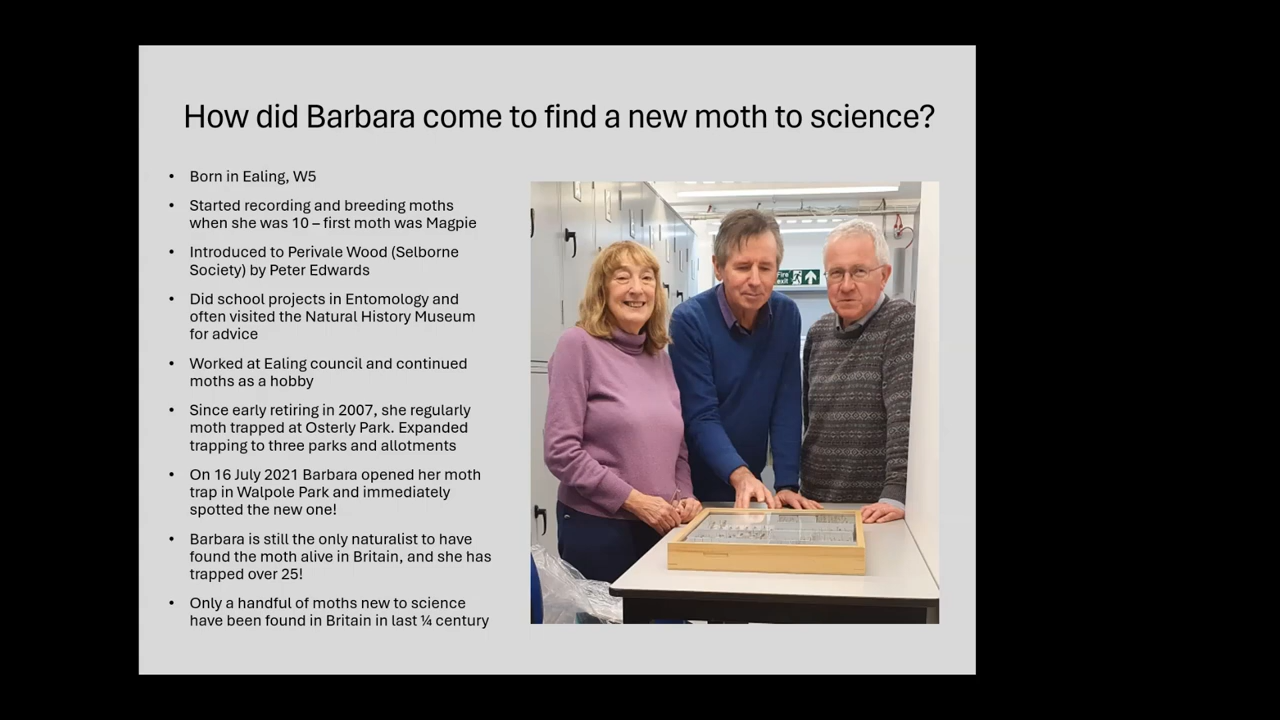 How did Barbara come to find a new moth to science?
• Born in Ealing, W5
• Started recording and breeding moths
when she was 10 – first moth was Magpie
• Introduced to Perivale Wood (Selborne
Society) by Peter Edwards
• Did school projects in Entomology and
often visited the Natural History Museum
for advice
• Worked at Ealing council and continued
moths as a hobby
• Since early retiring in 2007, she regularly
moth trapped at Osterly Park. Expanded
trapping to three parks and allotments
• On 16 July 2021 Barbara opened her moth
trap in Walpole Park and immediately
spotted the new one!
• Barbara is still the only naturalist to have
found the moth alive in Britain, and she has
trapped over 25!
• Only a handful of moths new to science
have been found in Britain in last ¼ century
Fire
exit